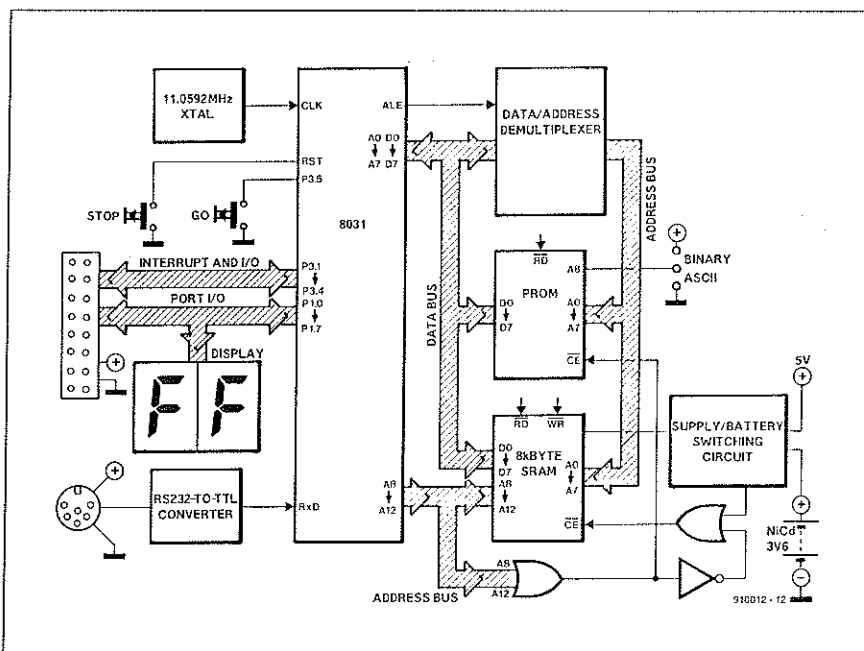 11.0592MHz
XTAL
CLK
ALE
DATA/ADDRESS
DEMULTIPLEXER
A0 D0
A7 D7
RST
P3.5
STOP
GO
8031
ADDRESS BUS
INTERRUPT AND I/O
P3.1
P3.4
PORT I/O
P1.0
P1.7
DISPLAY
F F
DATA BUS
RD
PROM
A8
D0
D7
A0
A7
CE
+
BINARY
ASCII
+
5V
+
RD
WR
8kBYTE
SRAM
D0
D7
A8
A12
A0
A7
CE
SUPPLY/BATTERY
SWITCHING
CIRCUIT
+
RS232-TO-TTL
CONVERTER
RxD
A8
A12
+
NiCd
3V6
−
A8
A12
ADDRESS BUS
910012 - 12